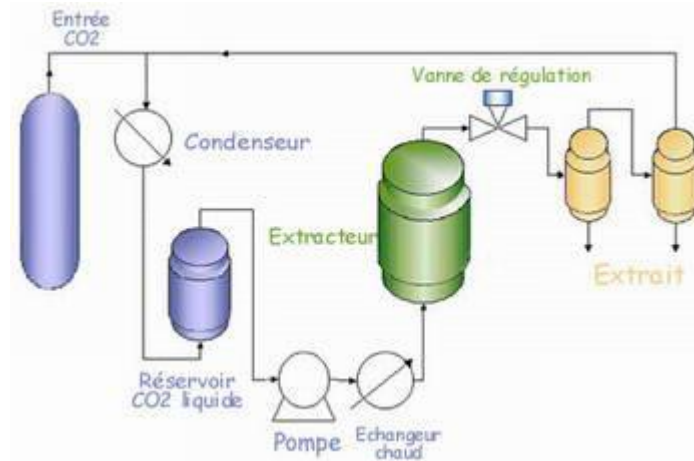 Entrée
CO2
Vanne de régulation
Condenseur
Extracteur
Extrait
Réservoir
CO2 liquide
Pompe
Echangeur
chaud